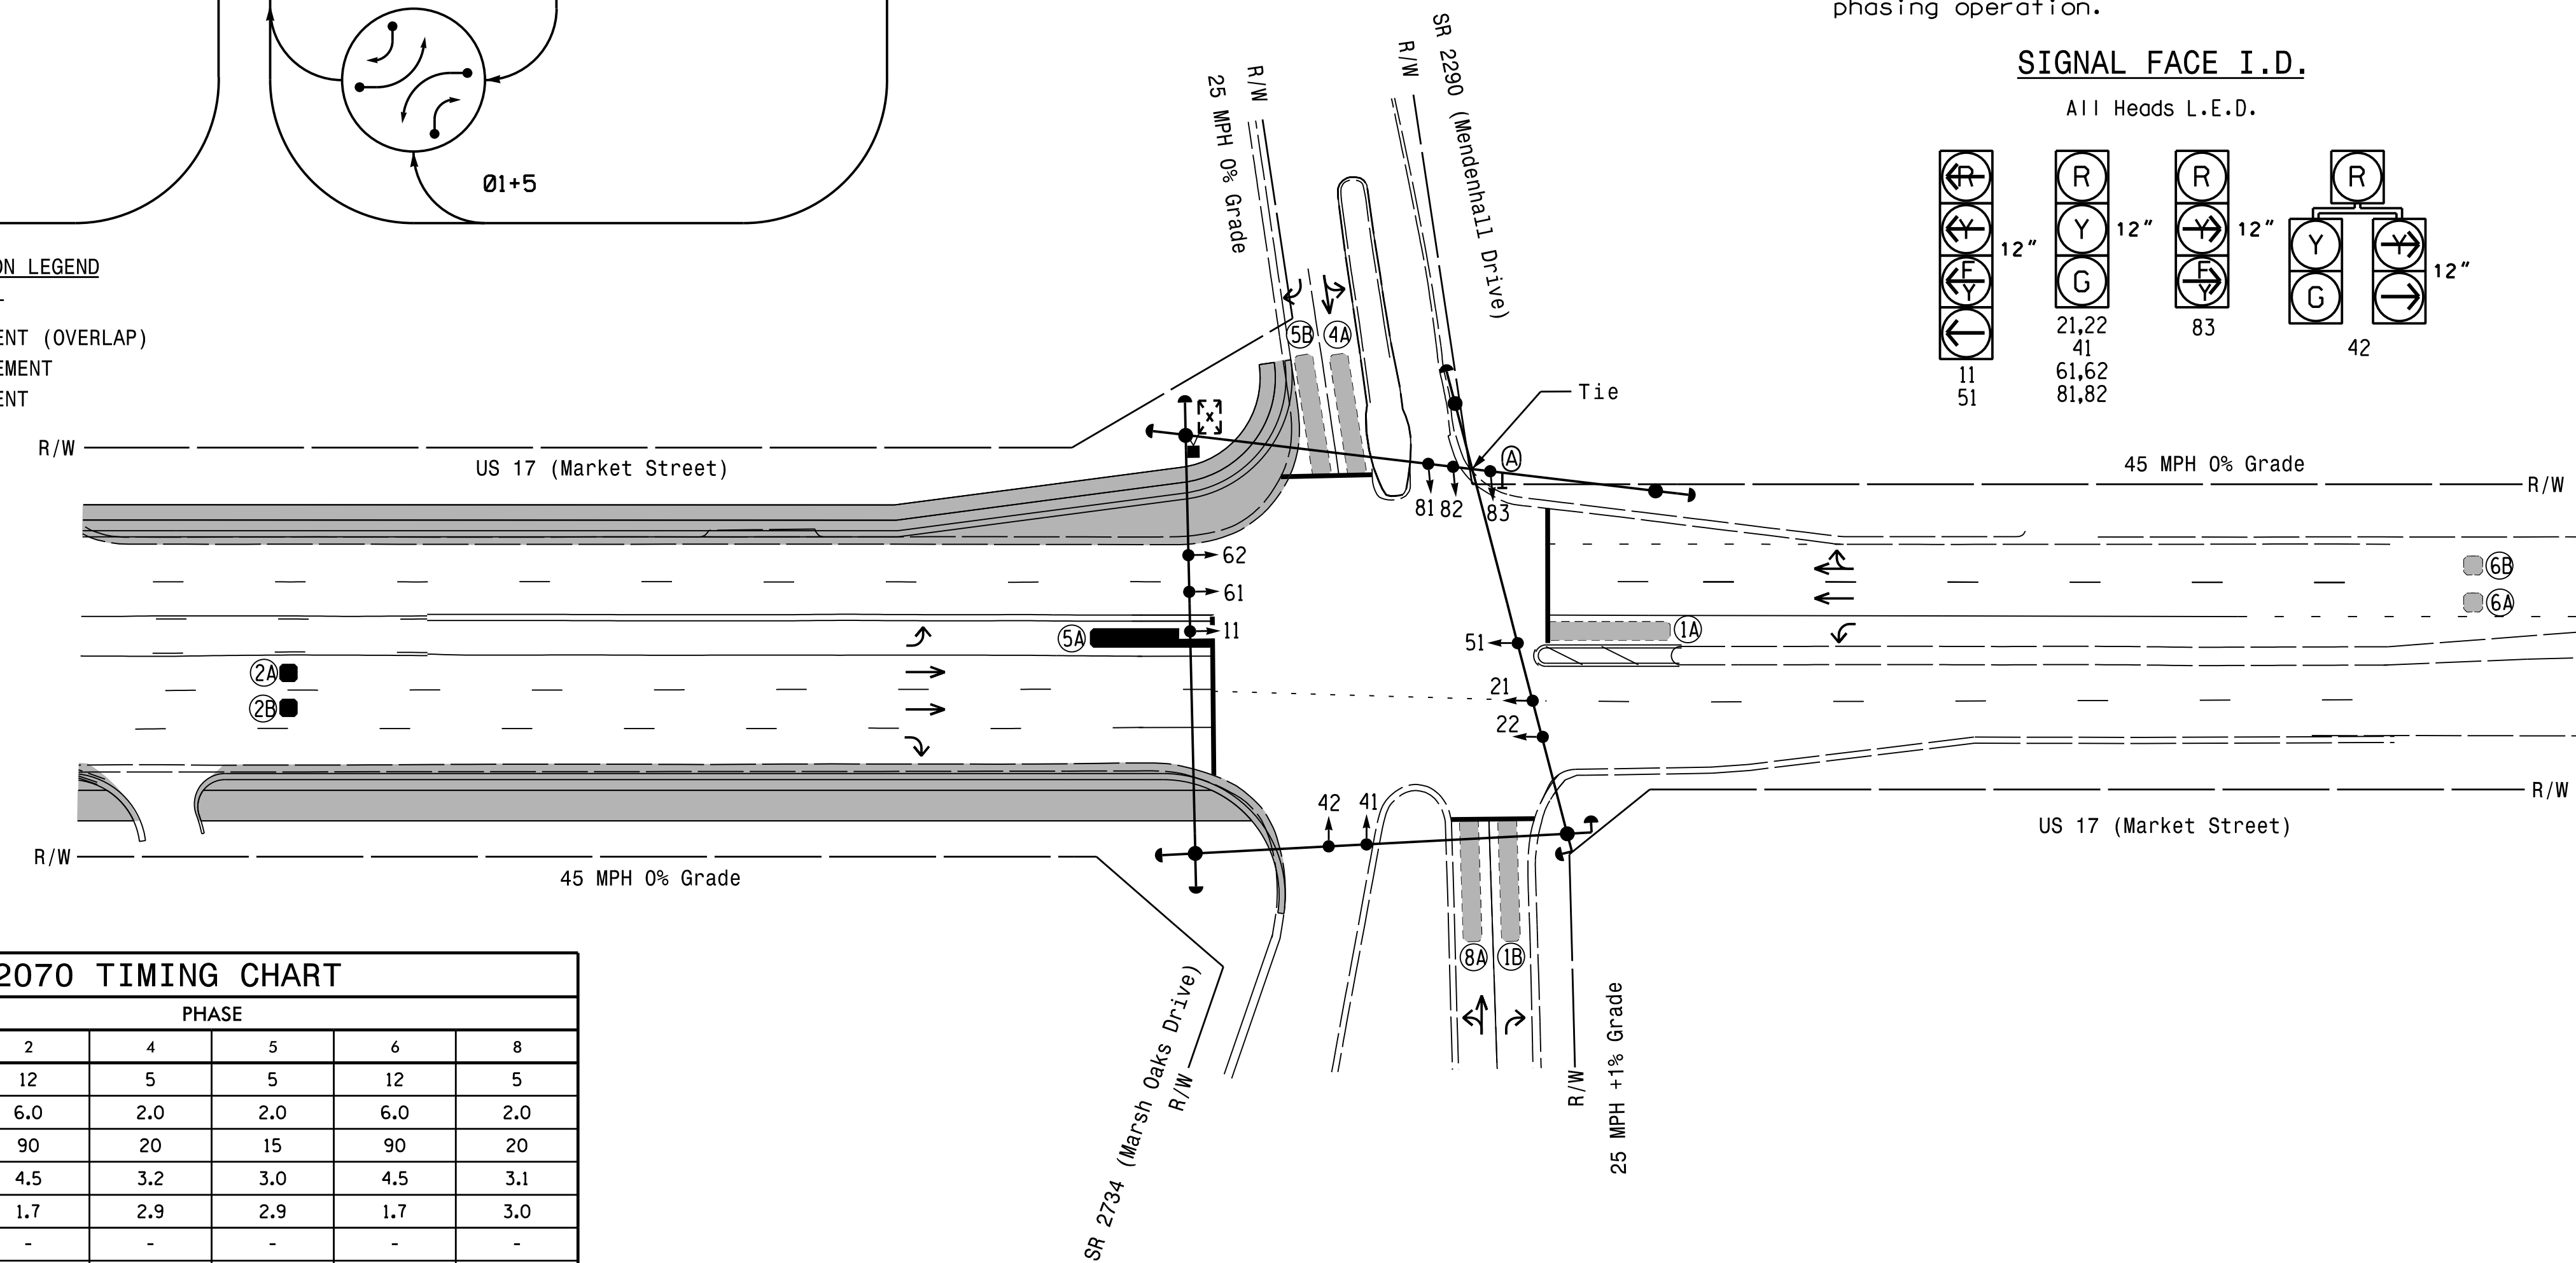 phasing operation.
SIGNAL FACE I.D.
All Heads L.E.D.
R
Y
F
Y
12"
11
51
R
Y
G
12"
21,22
41
61,62
81,82
R
Y
F
Y
12"
83
R
Y
Y
G
12"
42
Ø1+5
ON LEGEND
ENT (OVERLAP)
EMENT
ENT
R/W
25 MPH 0% Grade
R/W
SR 2290 (Mendenhall Drive)
5B
4A
Tie
A
R/W
US 17 (Market Street)
x
81 82
83
45 MPH 0% Grade
R/W
62
61
11
5A
2A
2B
51
21
22
1A
6B
6A
42
41
R/W
45 MPH 0% Grade
8A
1B
R/W
US 17 (Market Street)
SR 2734 (Marsh Oaks Drive)
R/W
R/W
25 MPH +1% Grade
2070 TIMING CHART
PHASE
2 4 5 6 8
12 5 5 12 5
6.0 2.0 2.0 6.0 2.0
90 20 15 90 20
4.5 3.2 3.0 4.5 3.1
1.7 2.9 2.9 1.7 3.0
- - - - -